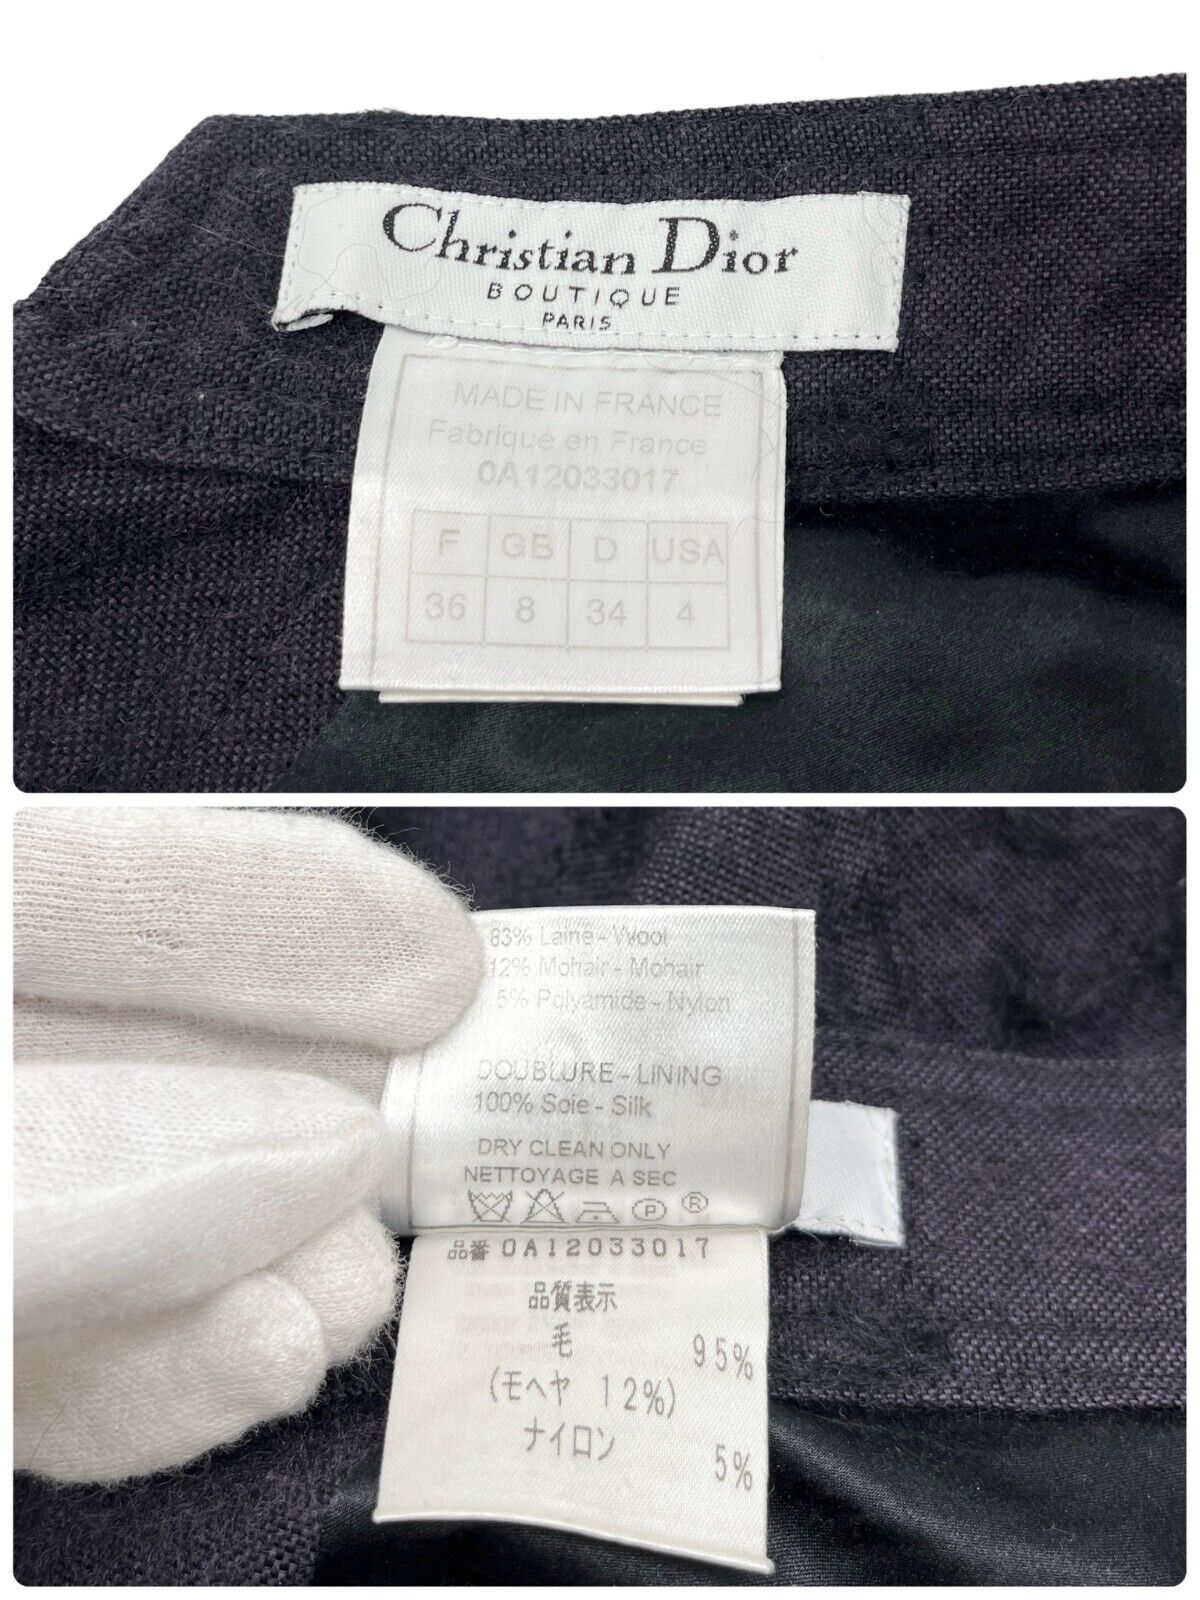 Christian Dior
BOUTIQUE
PARIS
MADE IN FRANCE
Fabriqué en France
0A12033017
F GB D USA
36 8 34 4
83% Laine - Wool
12% Mohair - Mohair
5% Polyamide - Nylon
DOUBLURE - LINING
100% Soie - Silk
DRY CLEAN ONLY
NETTOYAGE A SEC
P ®
品番 0A12033017
品質表示
毛 95%
(モヘヤ 12%)
ナイロン 5%